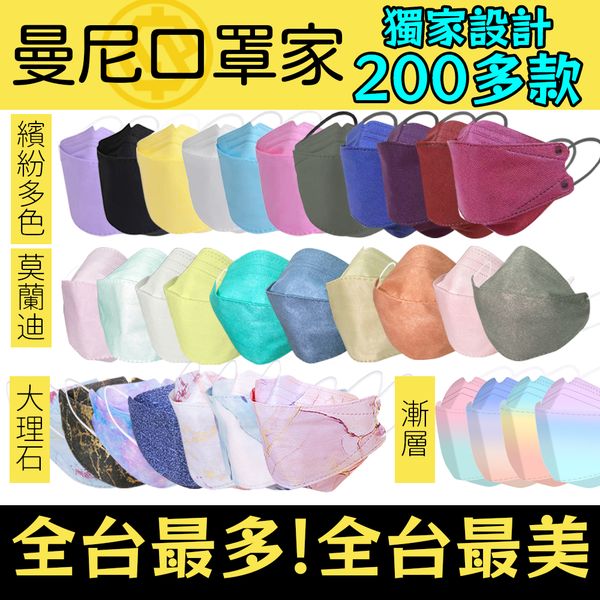 曼尼口罩家
獨家設計
200多款
繽紛多色
莫蘭迪
大理石
漸層
全台最多!全台最美